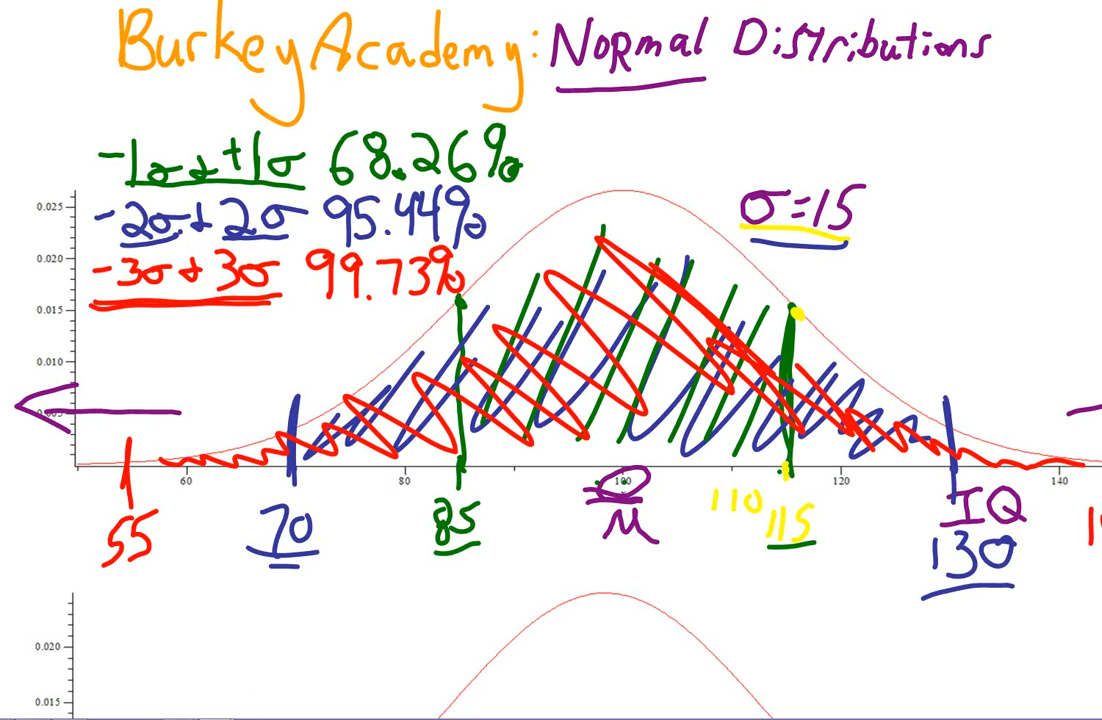 Burkey Academy: Normal Distributions
-1σ & +1σ 68.26%
-2σ + 2σ 95.44%
-3σ + 3σ 99.73%
σ=15
0.025
0.020
0.015
0.010
60 80 100 120 140
55 70 85 μ 110 115 IQ
130
0.020
0.015